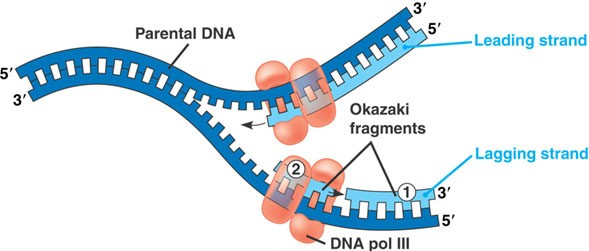 Parental DNA
3′
5′
Leading strand
5′
3′
Okazaki
fragments
Lagging strand
2
1
3′
5′
DNA pol III